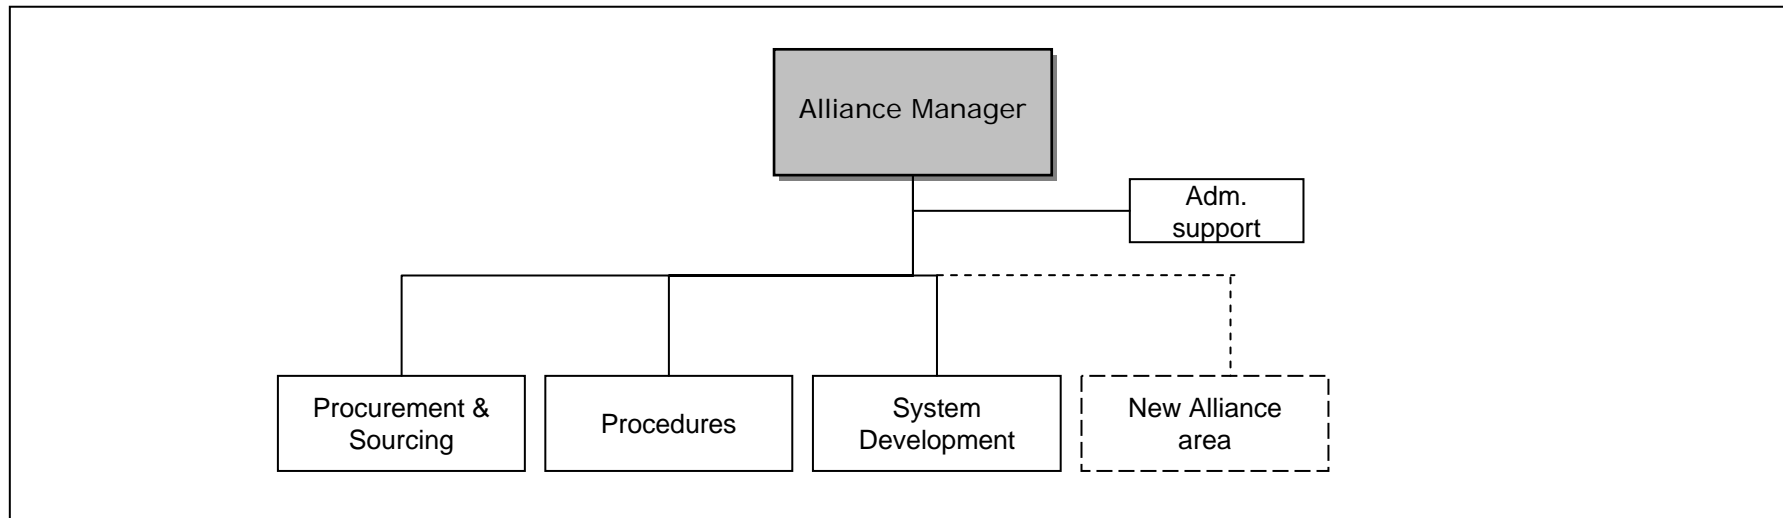 Alliance Manager
Adm.
support
Procurement &
Sourcing
Procedures
System
Development
New Alliance
area